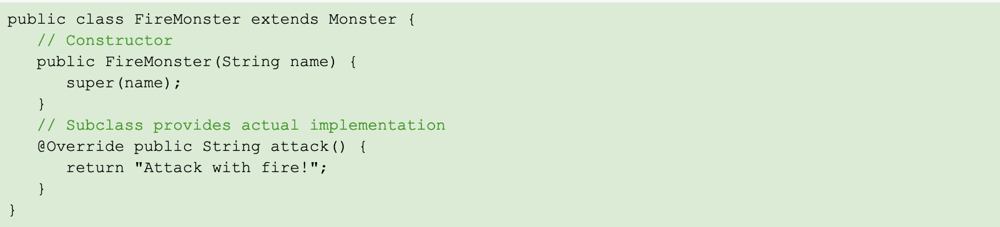 public class FireMonster extends Monster {
   // Constructor
   public FireMonster(String name) {
      super(name);
   }
   // Subclass provides actual implementation
   @Override public String attack() {
      return "Attack with fire!";
   }
}